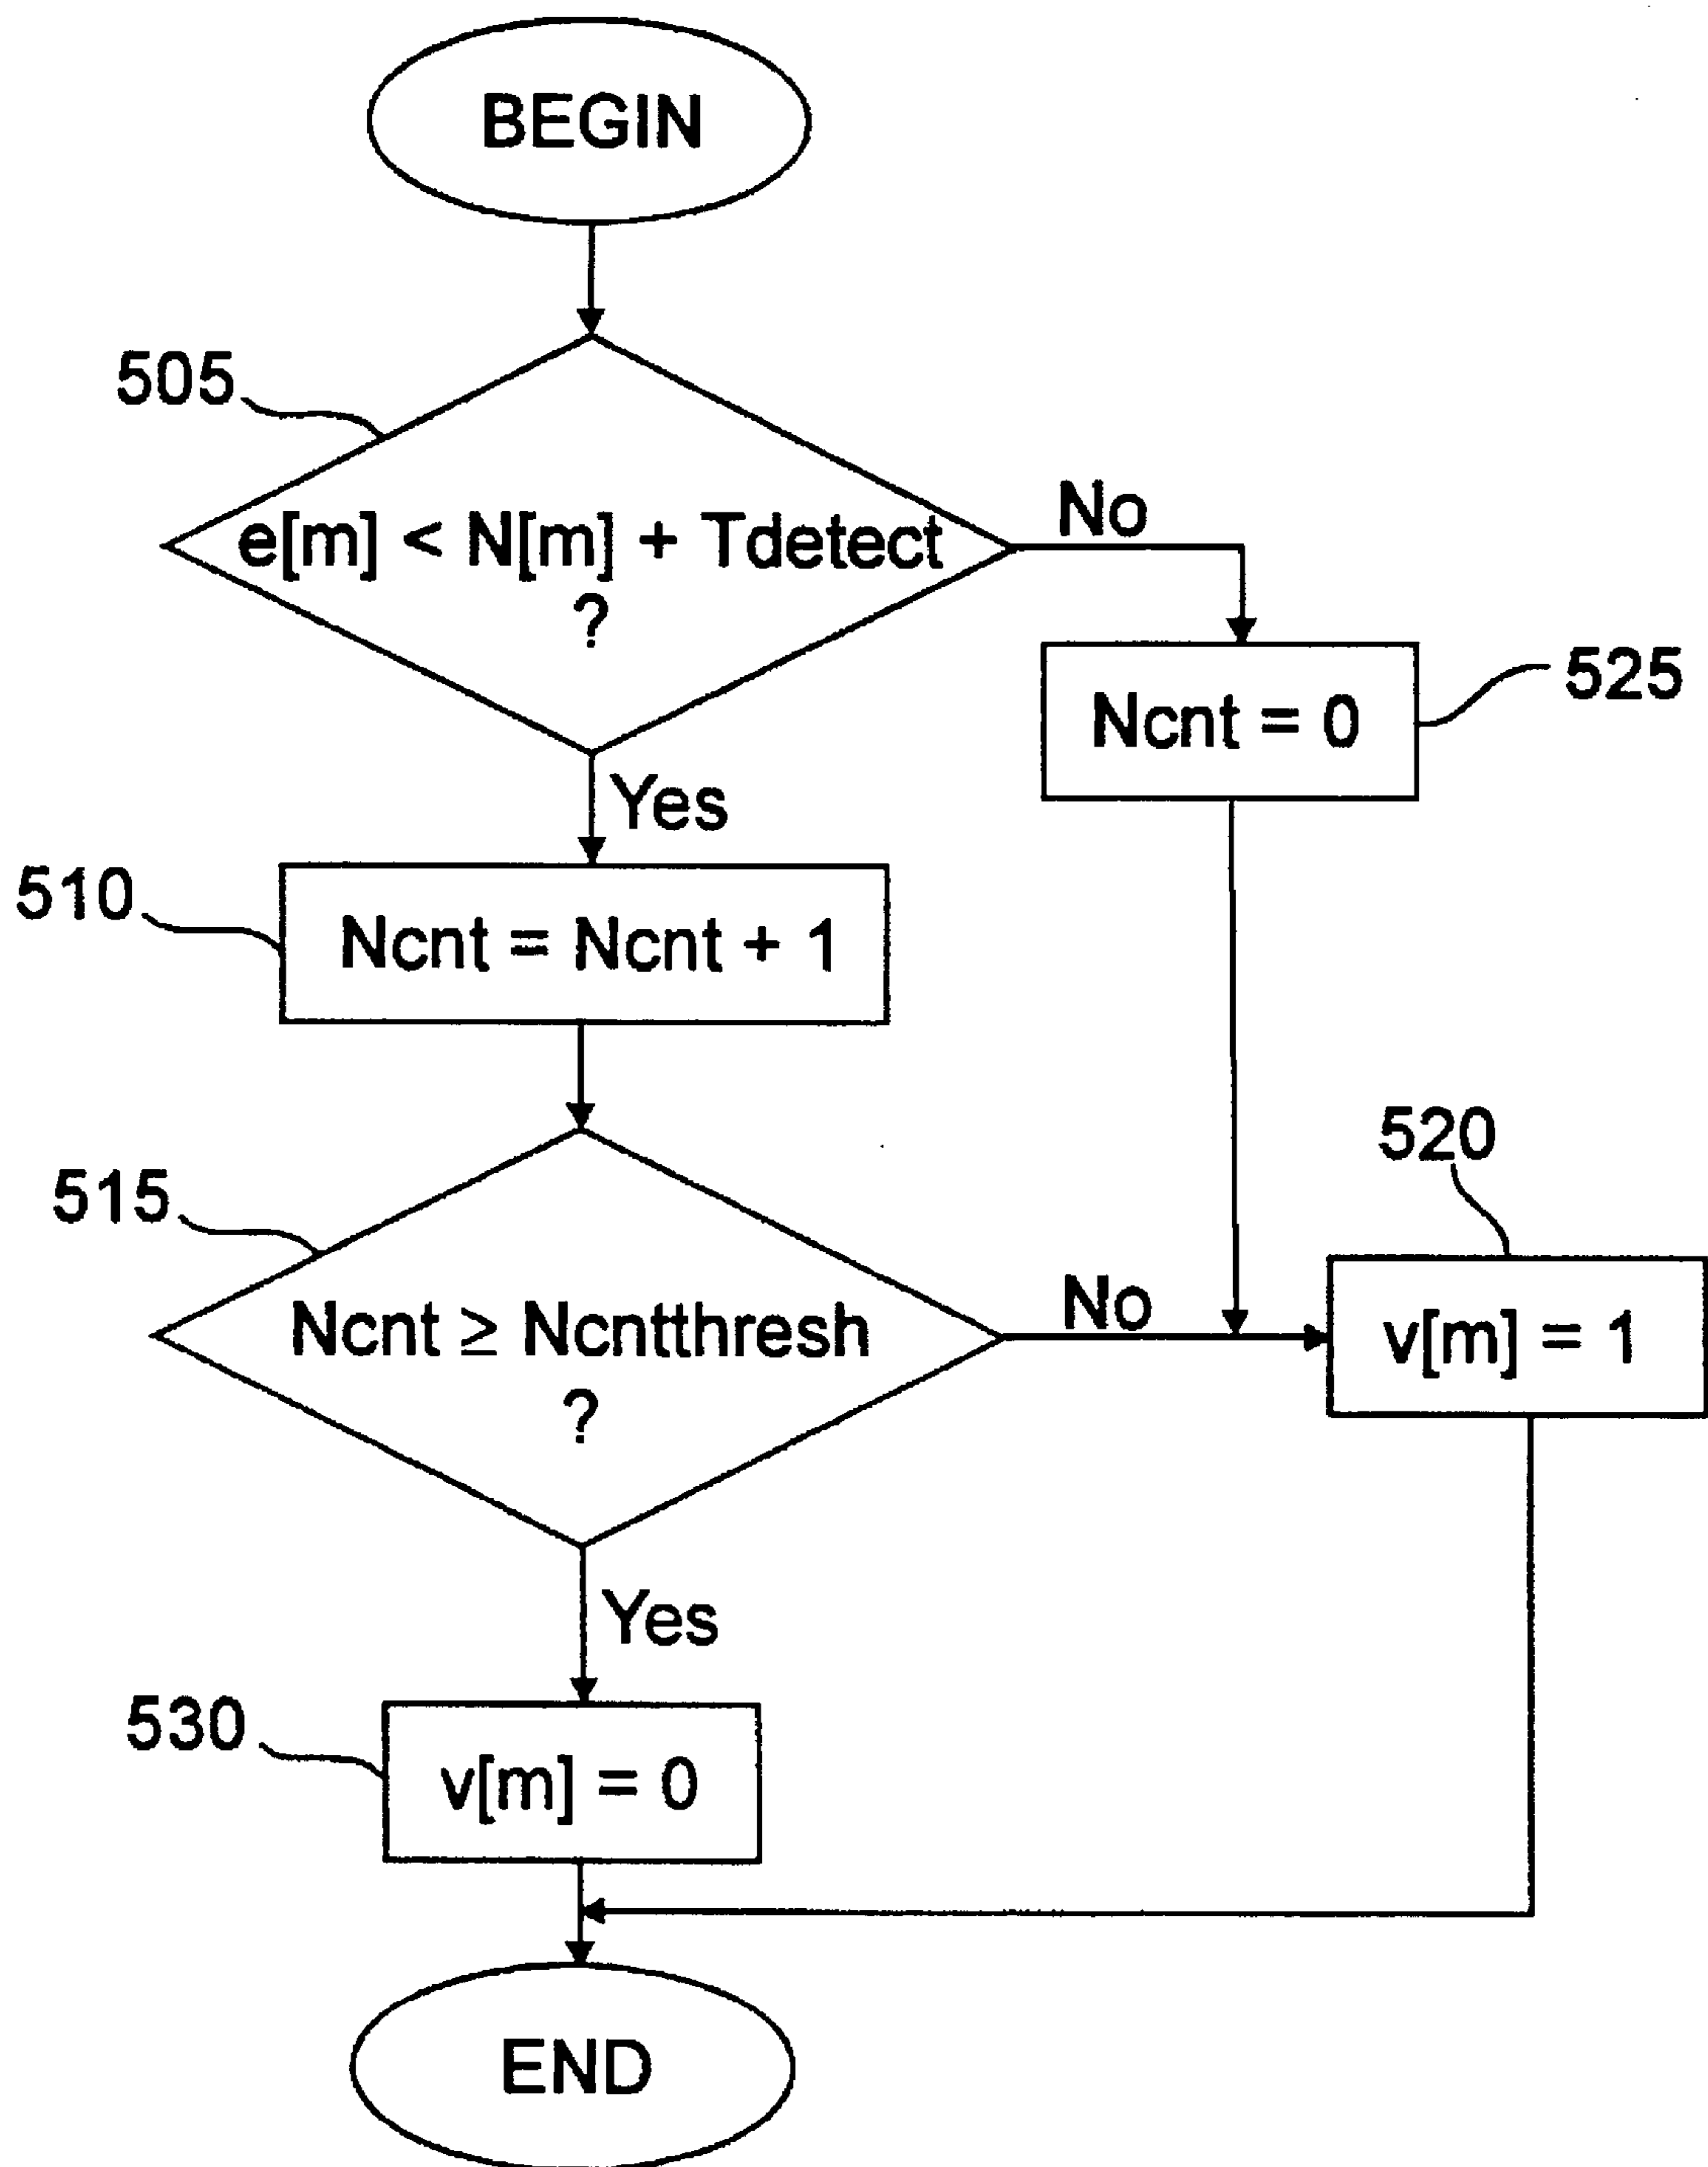 BEGIN
505
e[m] < N[m] + Tdetect
?
No
Ncnt = 0
525
Yes
510
Ncnt = Ncnt + 1
515
Ncnt ≥ Ncntthresh
?
No
520
v[m] = 1
Yes
530
v[m] = 0
END